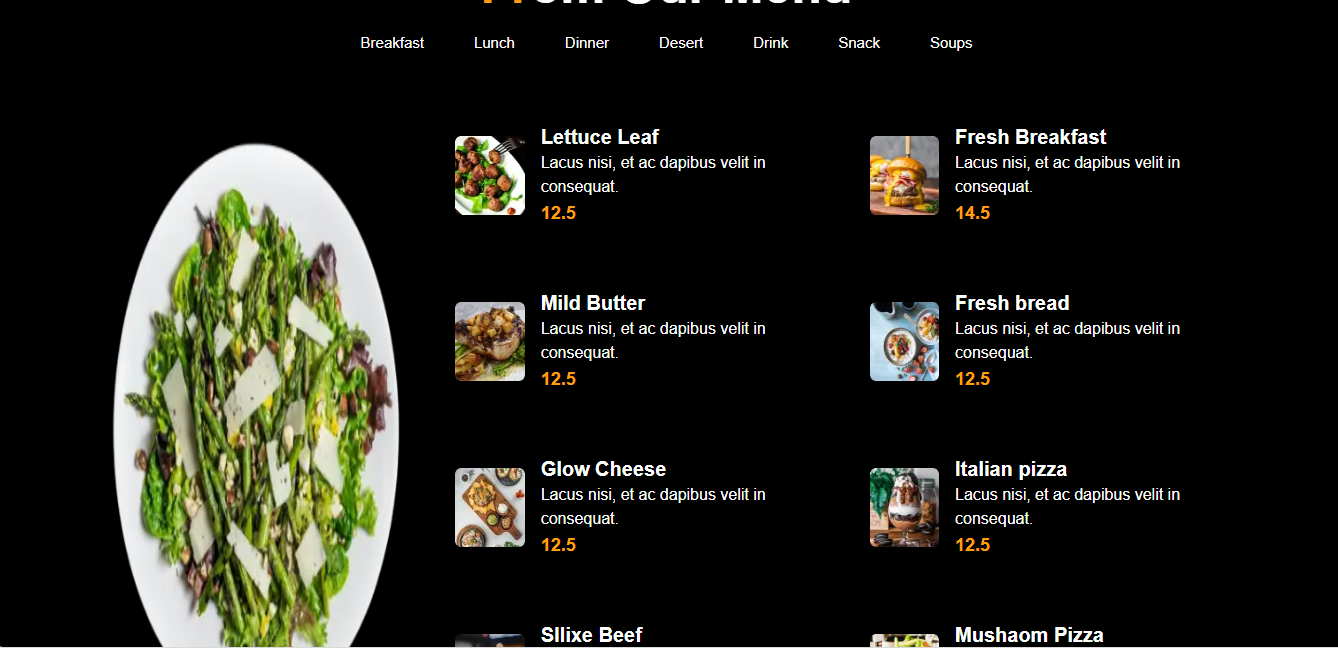 From Our Menu
Breakfast Lunch Dinner Desert Drink Snack Soups
Lettuce Leaf
Lacus nisi, et ac dapibus velit in
consequat.
12.5
Fresh Breakfast
Lacus nisi, et ac dapibus velit in
consequat.
14.5
Mild Butter
Lacus nisi, et ac dapibus velit in
consequat.
12.5
Fresh bread
Lacus nisi, et ac dapibus velit in
consequat.
12.5
Glow Cheese
Lacus nisi, et ac dapibus velit in
consequat.
12.5
Italian pizza
Lacus nisi, et ac dapibus velit in
consequat.
12.5
Sllixe Beef
Mushaom Pizza